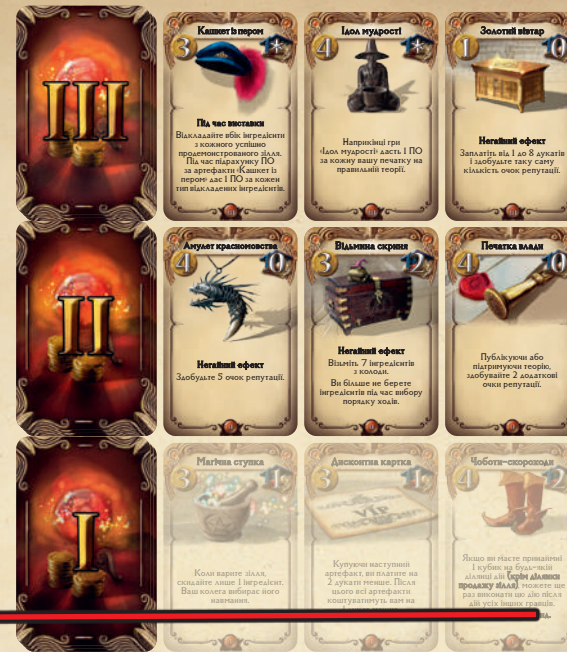 III
Кашкет із пером
3
*
Під час виставки
Відкладайте вбік інгредієнти
з кожного успішно
продемонстрованого зілля.
Під час підрахунку ПО
за артефакти ‹Кашкет із
пером› дає 1 ПО за кожен
тип відкладених інгредієнтів.
Ідол мудрості
4
*
Наприкінці гри
‹Ідол мудрості› дасть 1 ПО
за кожну вашу печатку на
правильній теорії.
Золотий вівтар
1
0
Негайний ефект
Заплатіть від 1 до 8 дукатів
і здобудьте таку саму
кількість очок репутації.
II
Амулет красномовства
4
0
Негайний ефект
Здобудьте 5 очок репутації.
Відьмина скриня
3
2
Негайний ефект
Візьміть 7 інгредієнтів
з колоди.
Ви більше не берете
інгредієнтів під час вибору
порядку ходів.
Печатка влади
4
0
Публікуючи або
підтримуючи теорію,
здобувайте 2 додаткові
очки репутації.
I
Магічна ступка
3
1
Коли варите зілля,
скидайте лише 1 інгредієнт.
Ваш колега вибирає його
навмання.
Дисконтна картка
3
1
VIP
Купуючи наступний
артефакт, ви платите на
2 дукати менше. Після
цього всі артефакти
коштуватимуть вам на
Чоботи-скороходи
4
2
Якщо ви маєте принаймні
1 кубик на будь-якій
ділянці дій (крім ділянки
продажу зілля), можете ще
раз виконати цю дію після
дій усіх інших гравців.